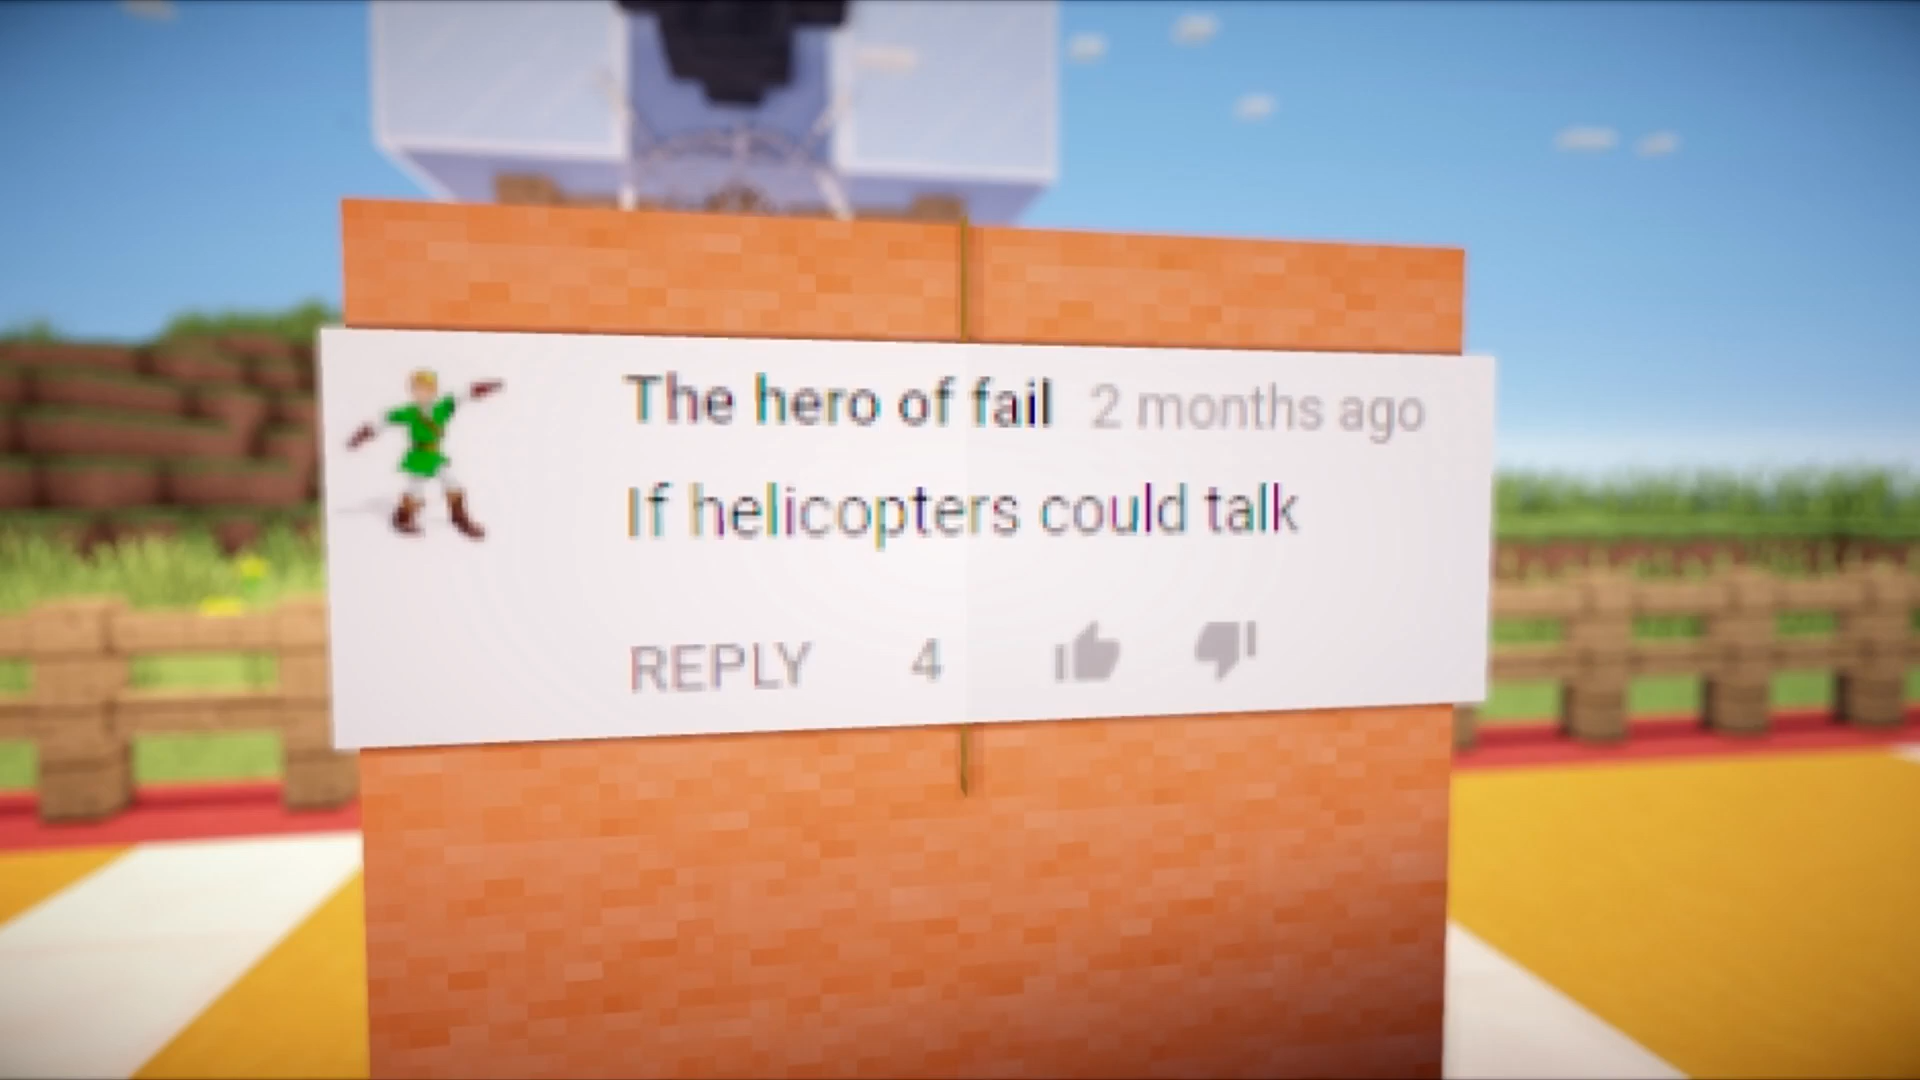 The hero of fail 2 months ago
If helicopters could talk
REPLY 4